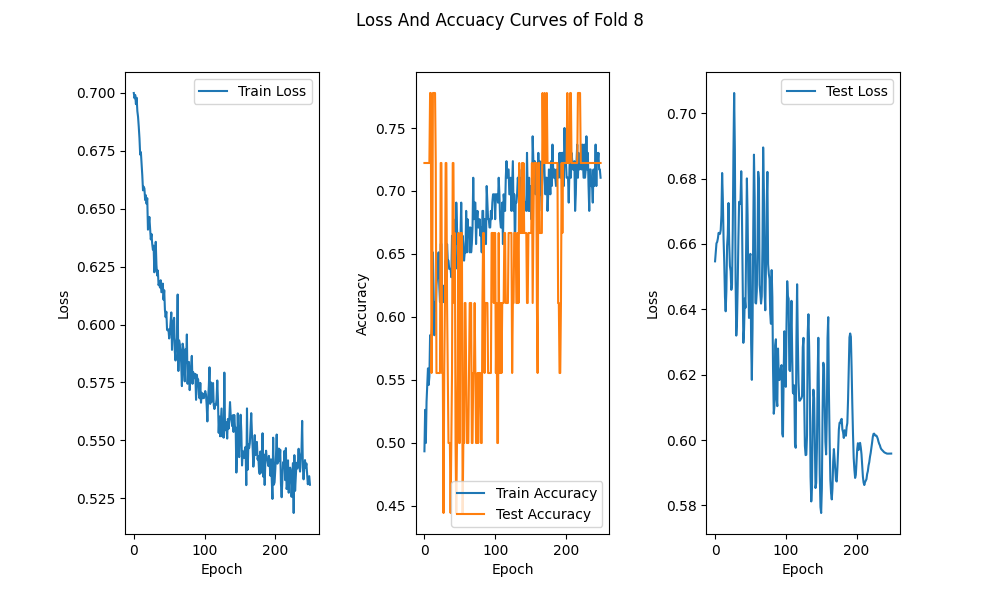 Loss And Accuacy Curves of Fold 8
Train Loss
0.700
0.675
0.650
0.625
0.600
0.575
0.550
0.525
Loss
0
100
200
Epoch
0.75
0.70
0.65
0.60
0.55
0.50
0.45
Accuracy
Train Accuracy
Test Accuracy
0
100
200
Epoch
Test Loss
0.70
0.68
0.66
0.64
0.62
0.60
0.58
Loss
0
100
200
Epoch